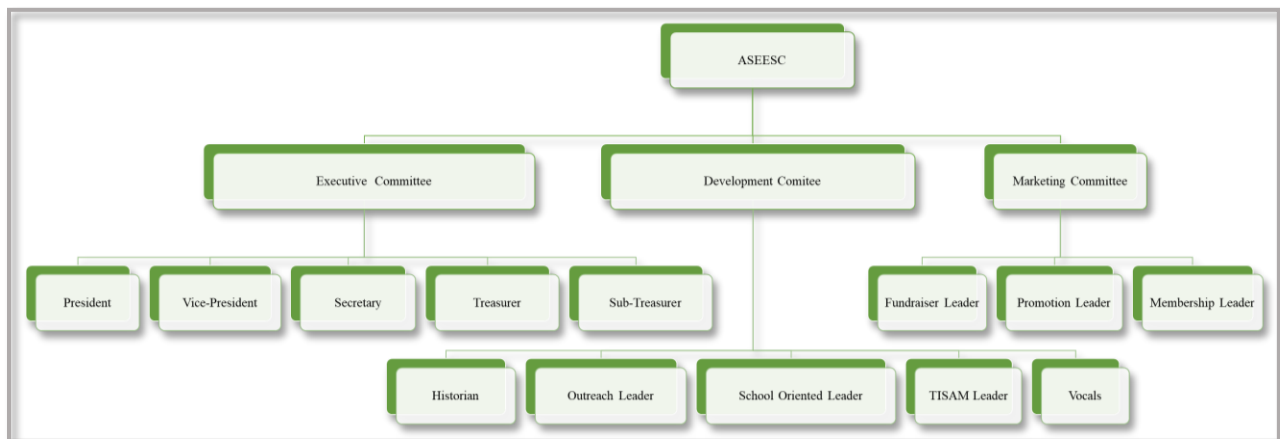 ASEESC
Executive Committee
Development Comitee
Marketing Committee
President
Vice-President
Secretary
Treasurer
Sub-Treasurer
Fundraiser Leader
Promotion Leader
Membership Leader
Historian
Outreach Leader
School Oriented Leader
TISAM Leader
Vocals